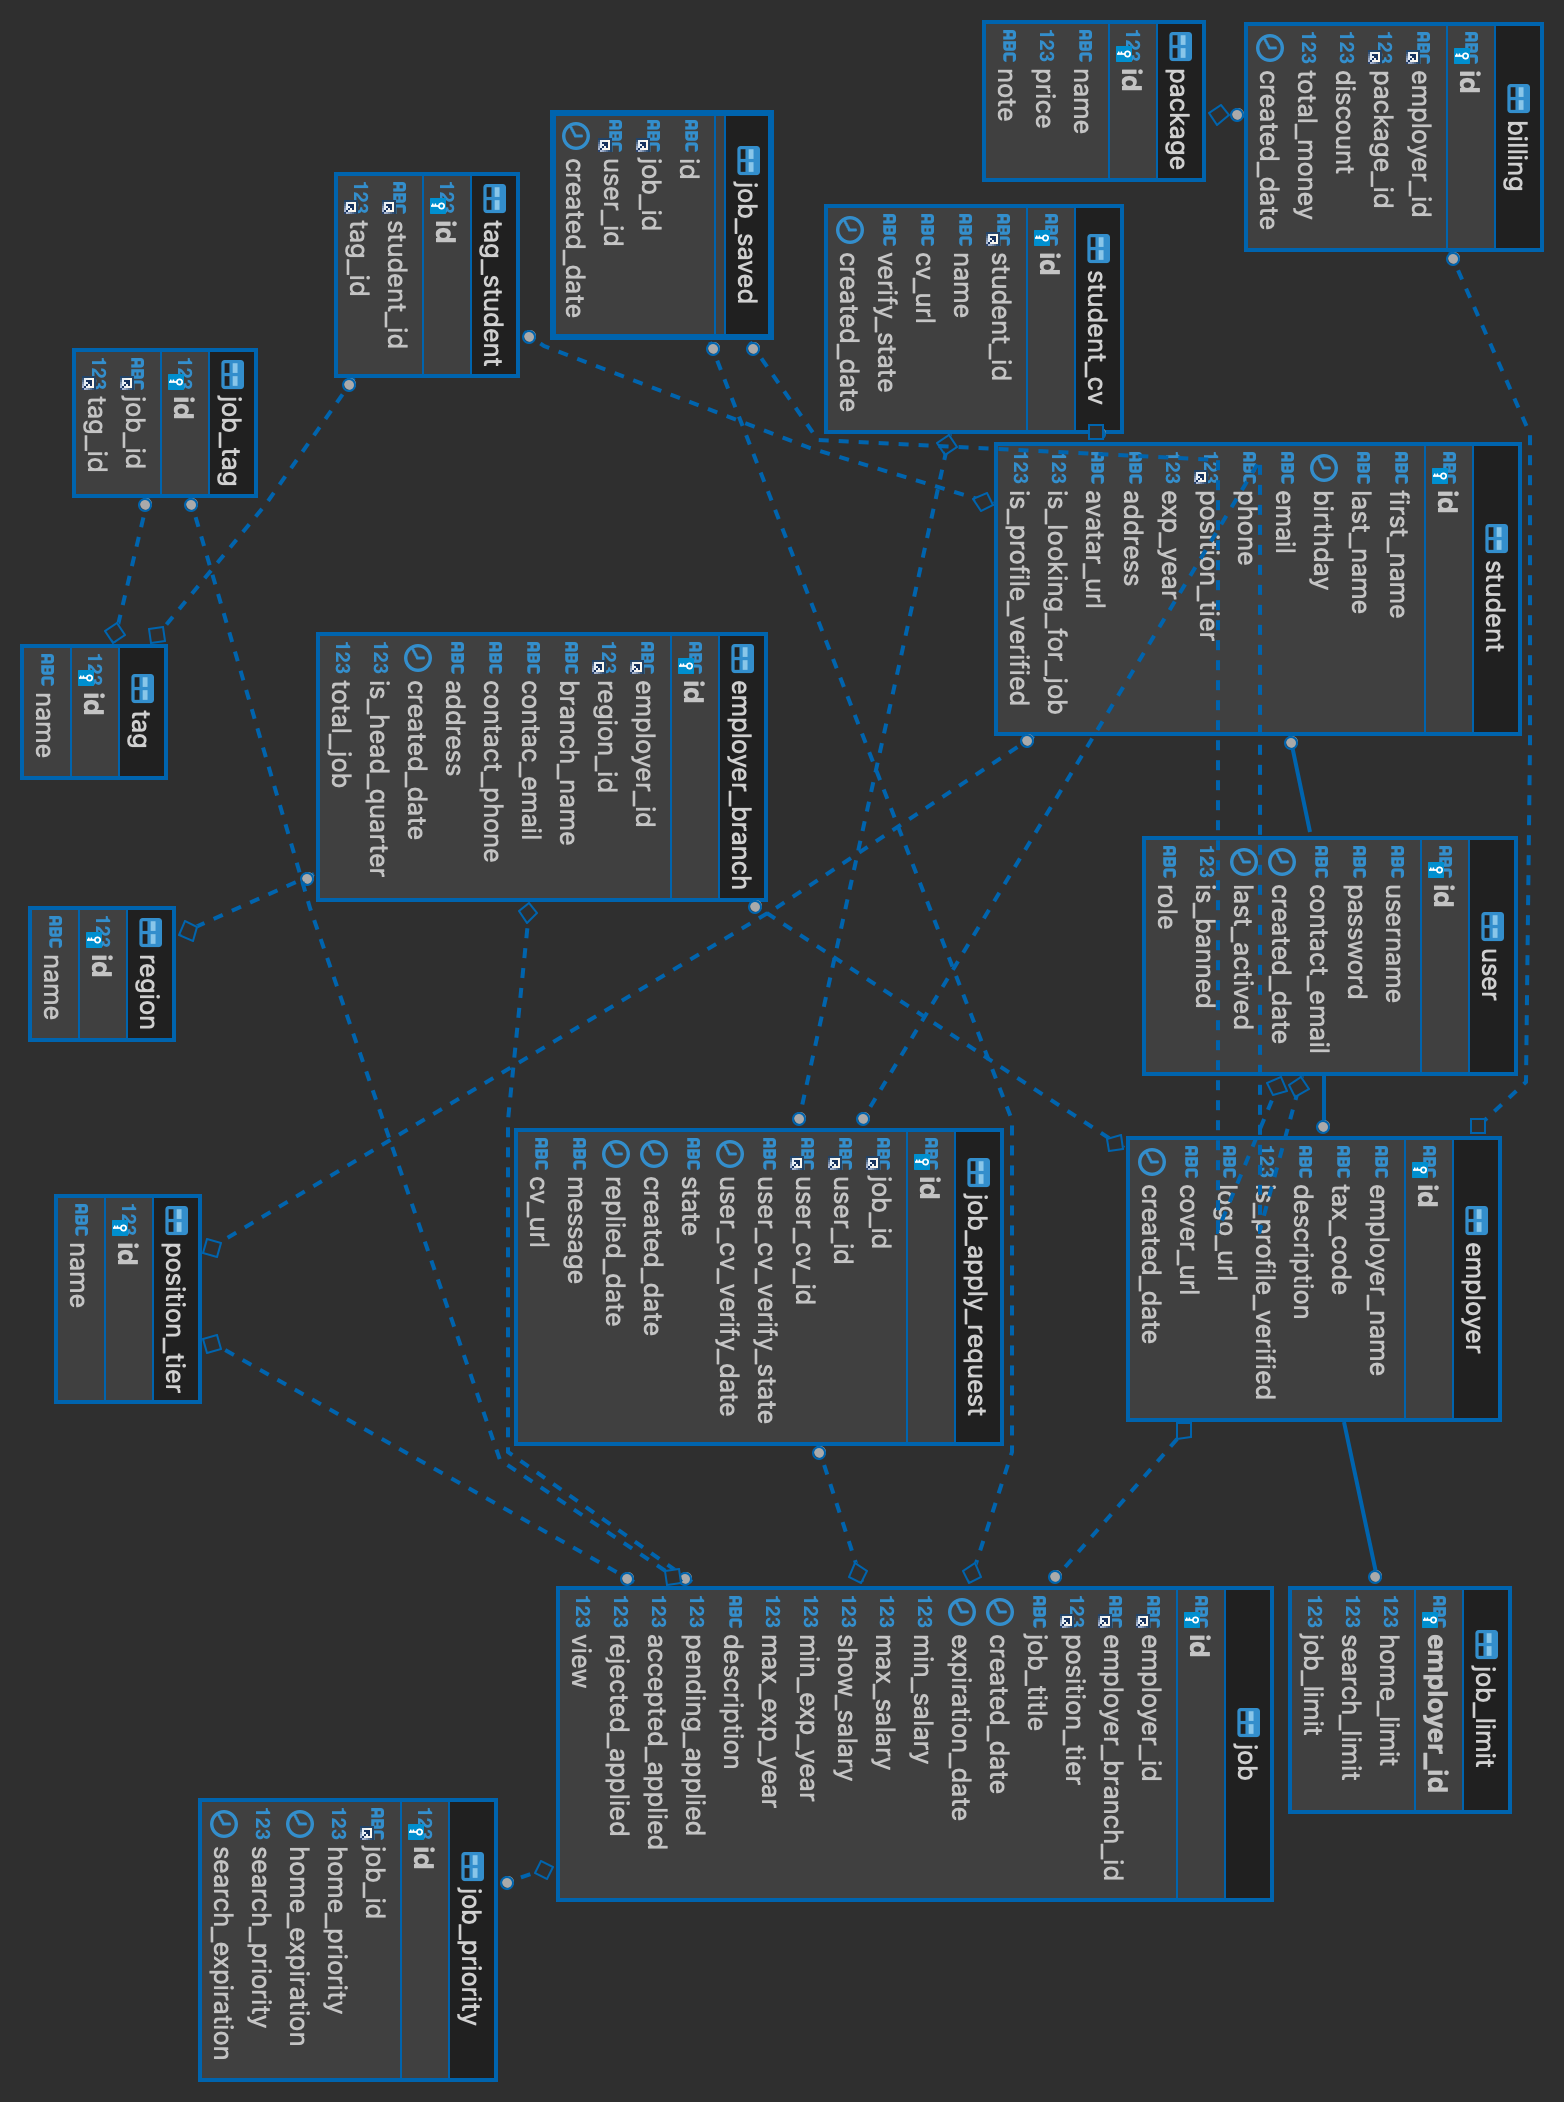 billing
id
employer_id
package_id
discount
total_money
created_date
package
id
name
price
note
student_cv
id
student_id
name
cv_url
verify_state
created_date
job_saved
id
job_id
user_id
created_date
tag_student
id
student_id
tag_id
job_tag
id
job_id
tag_id
student
id
first_name
last_name
birthday
email
phone
position_tier
exp_year
address
avatar_url
is_looking_for_job
is_profile_verified
employer_branch
id
employer_id
region_id
branch_name
contac_email
contact_phone
address
created_date
is_head_quarter
total_job
tag
id
name
user
id
username
password
contact_email
created_date
last_actived
is_banned
role
region
id
name
employer
id
employer_name
tax_code
description
is_profile_verified
logo_url
cover_url
created_date
job_apply_request
id
job_id
user_id
user_cv_id
user_cv_verify_state
user_cv_verify_date
state
created_date
replied_date
message
cv_url
position_tier
id
name
job_limit
employer_id
home_limit
search_limit
job_limit
job
id
employer_id
employer_branch_id
position_tier
job_title
created_date
expiration_date
min_salary
max_salary
show_salary
min_exp_year
max_exp_year
description
pending_applied
accepted_applied
rejected_applied
view
job_priority
id
job_id
home_priority
home_expiration
search_priority
search_expiration